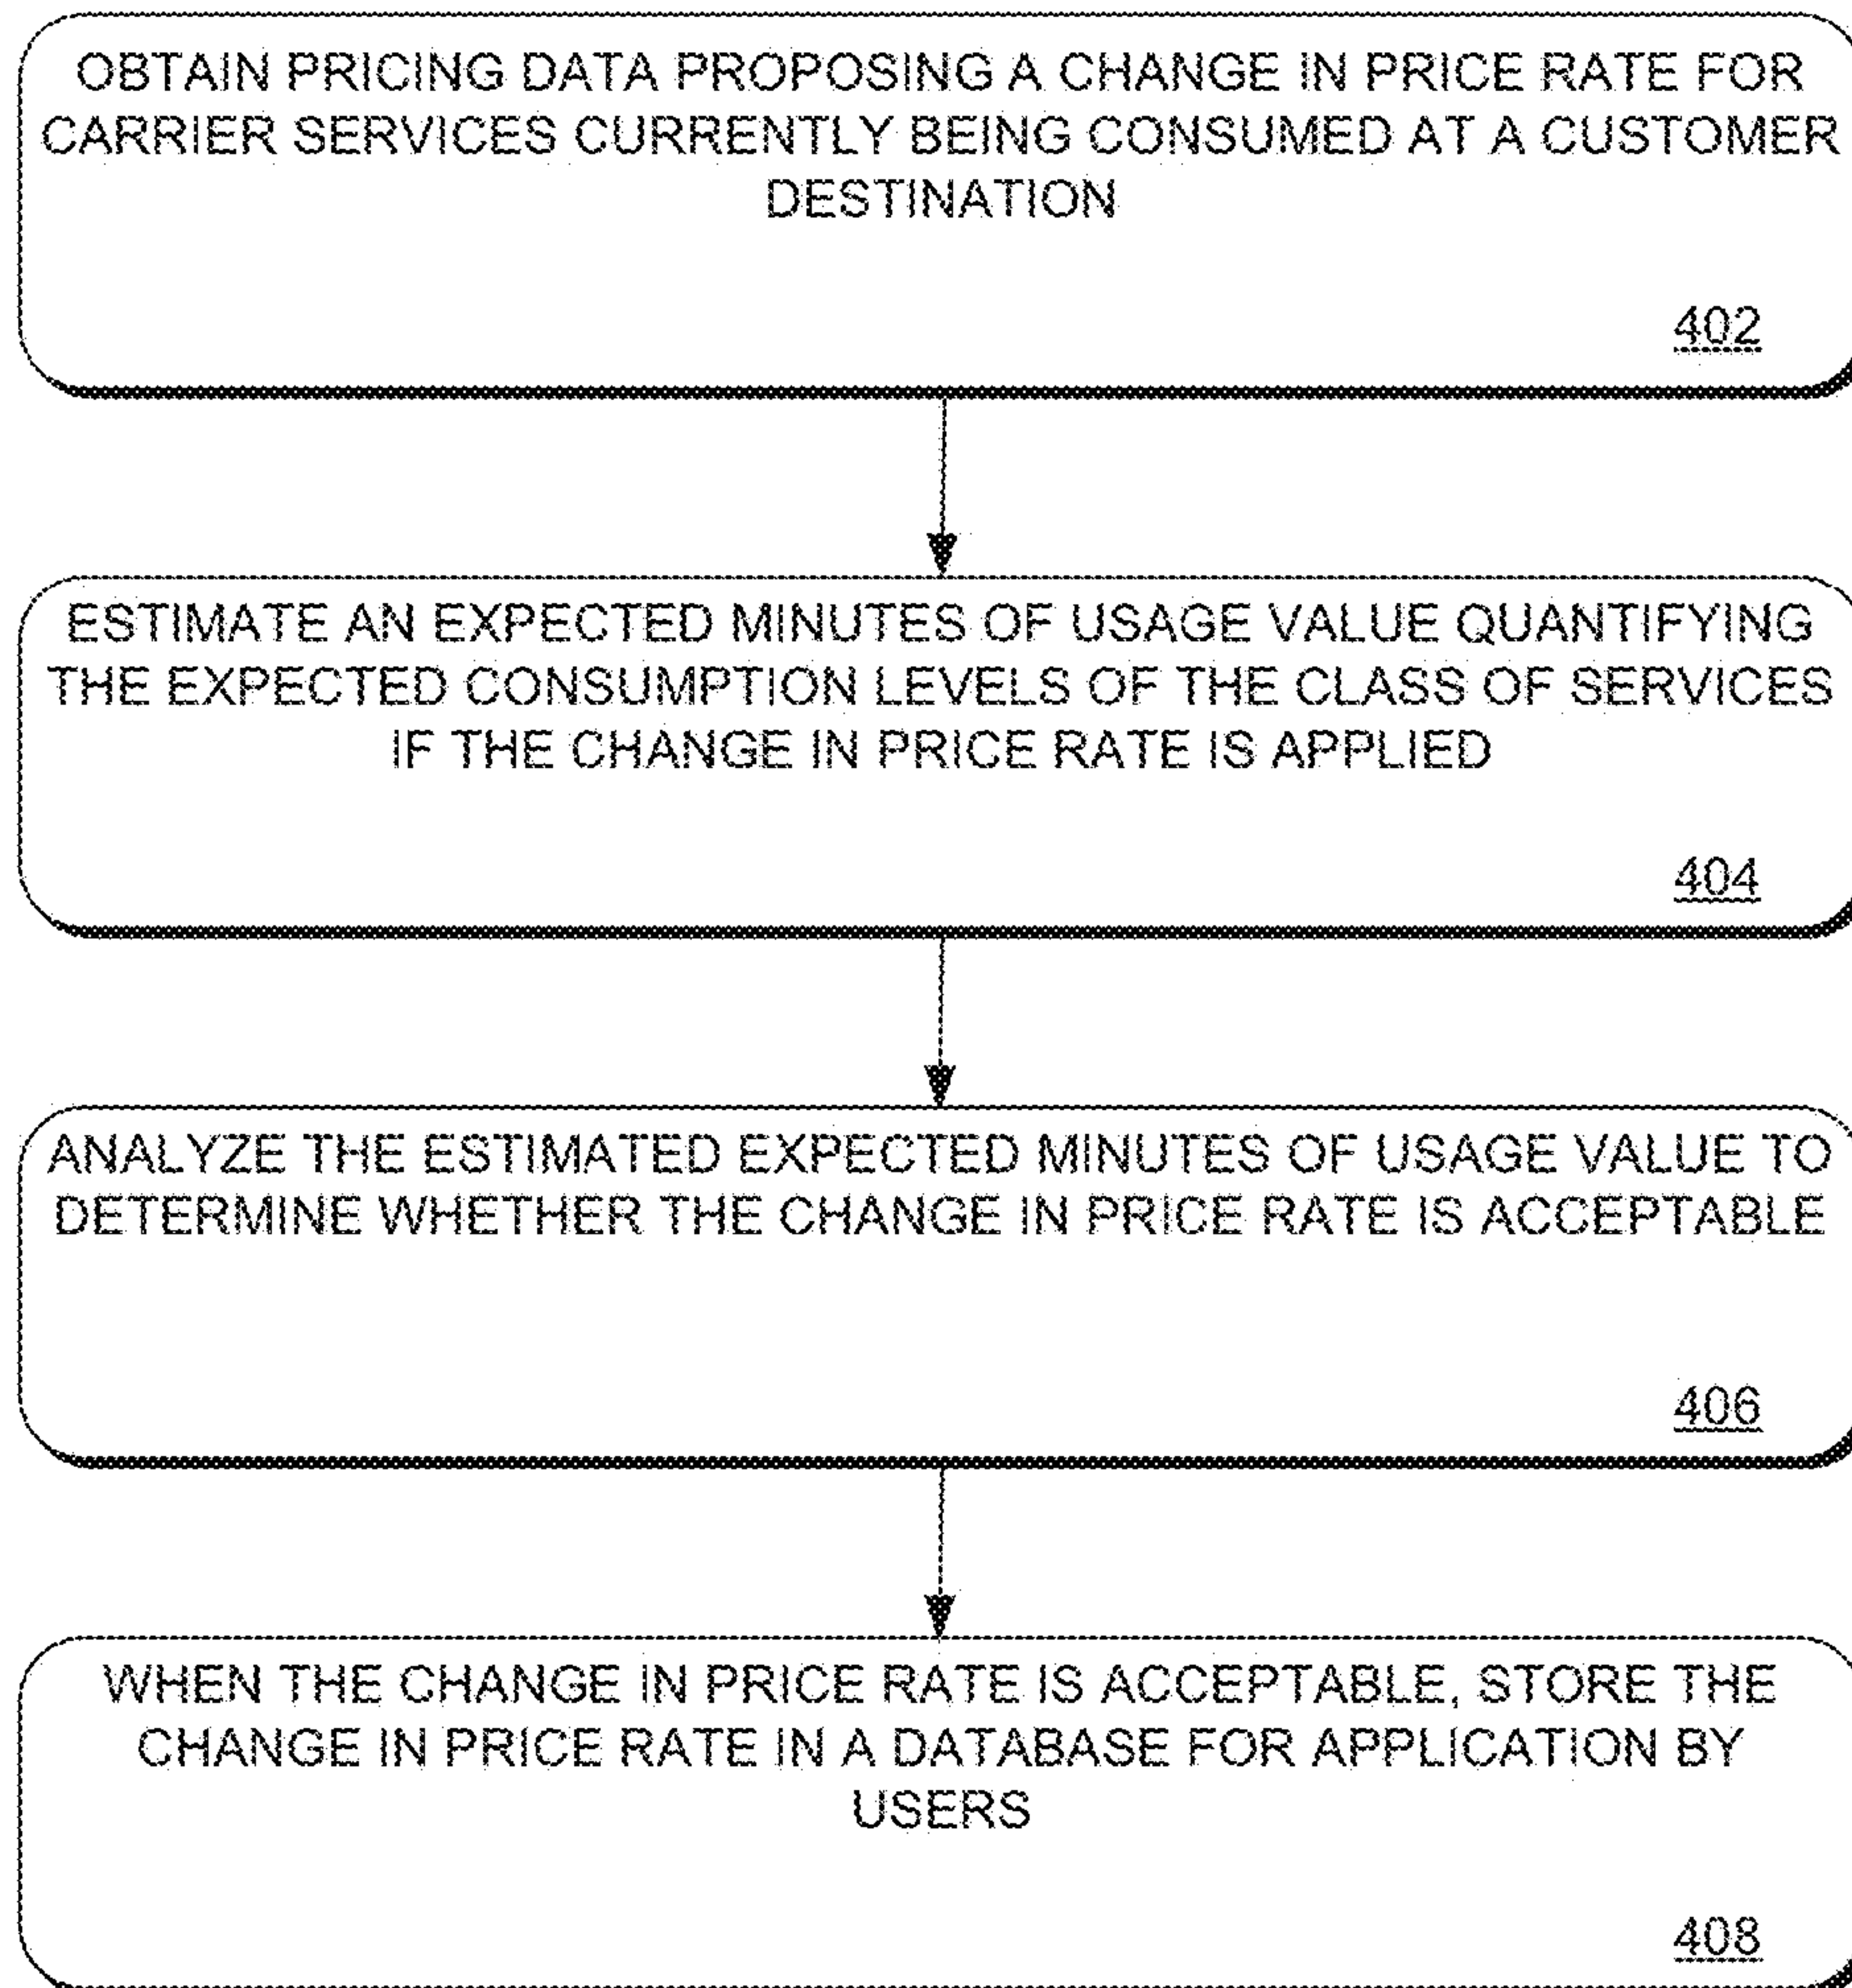 OBTAIN PRICING DATA PROPOSING A CHANGE IN PRICE RATE FOR
CARRIER SERVICES CURRENTLY BEING CONSUMED AT A CUSTOMER
DESTINATION
402
ESTIMATE AN EXPECTED MINUTES OF USAGE VALUE QUANTIFYING
THE EXPECTED CONSUMPTION LEVELS OF THE CLASS OF SERVICES
IF THE CHANGE IN PRICE RATE IS APPLIED
404
ANALYZE THE ESTIMATED EXPECTED MINUTES OF USAGE VALUE TO
DETERMINE WHETHER THE CHANGE IN PRICE RATE IS ACCEPTABLE
406
WHEN THE CHANGE IN PRICE RATE IS ACCEPTABLE, STORE THE
CHANGE IN PRICE RATE IN A DATABASE FOR APPLICATION BY
USERS
408